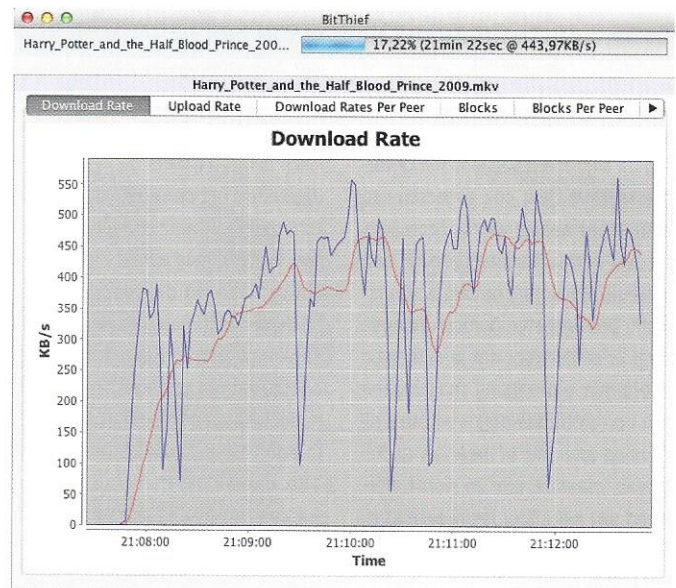 BitThief
Harry_Potter_and_the_Half_Blood_Prince_200... 17,22% (21min 22sec @ 443,97KB/s)
Harry_Potter_and_the_Half_Blood_Prince_2009.mkv
Download Rate Upload Rate Download Rates Per Peer Blocks Blocks Per Peer
Download Rate
550
500
450
400
350
300
250
200
150
100
50
0
KB/s
21:08:00 21:09:00 21:10:00 21:11:00 21:12:00
Time